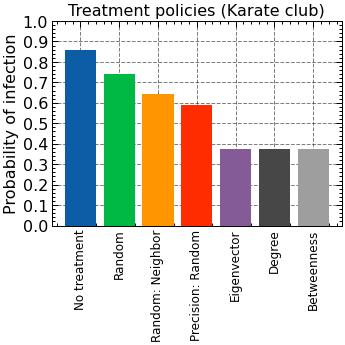 Treatment policies (Karate club)
Probability of infection
1.0
0.9
0.8
0.7
0.6
0.5
0.4
0.3
0.2
0.1
0.0
No treatment
Random
Random: Neighbor
Precision: Random
Eigenvector
Degree
Betweenness